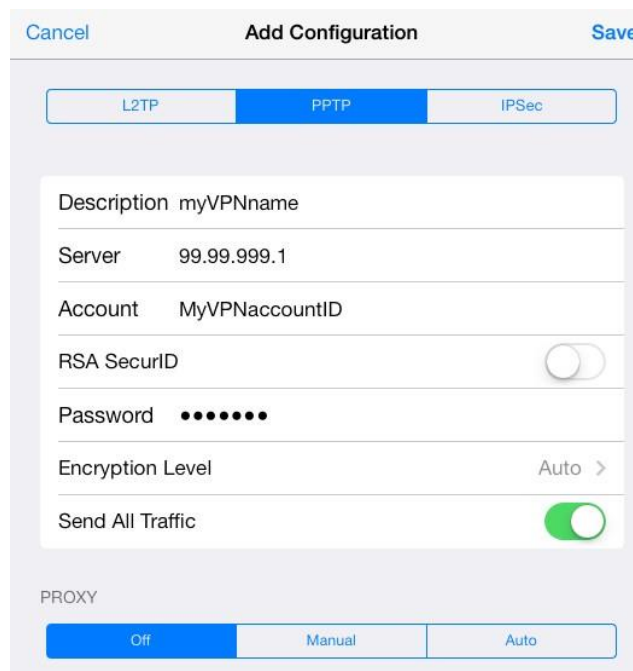 Cancel Add Configuration Save
L2TP PPTP IPSec
Description myVPNname
Server 99.99.999.1
Account MyVPNaccountID
RSA SecurID
Password •••••••
Encryption Level Auto >
Send All Traffic
PROXY
Off Manual Auto